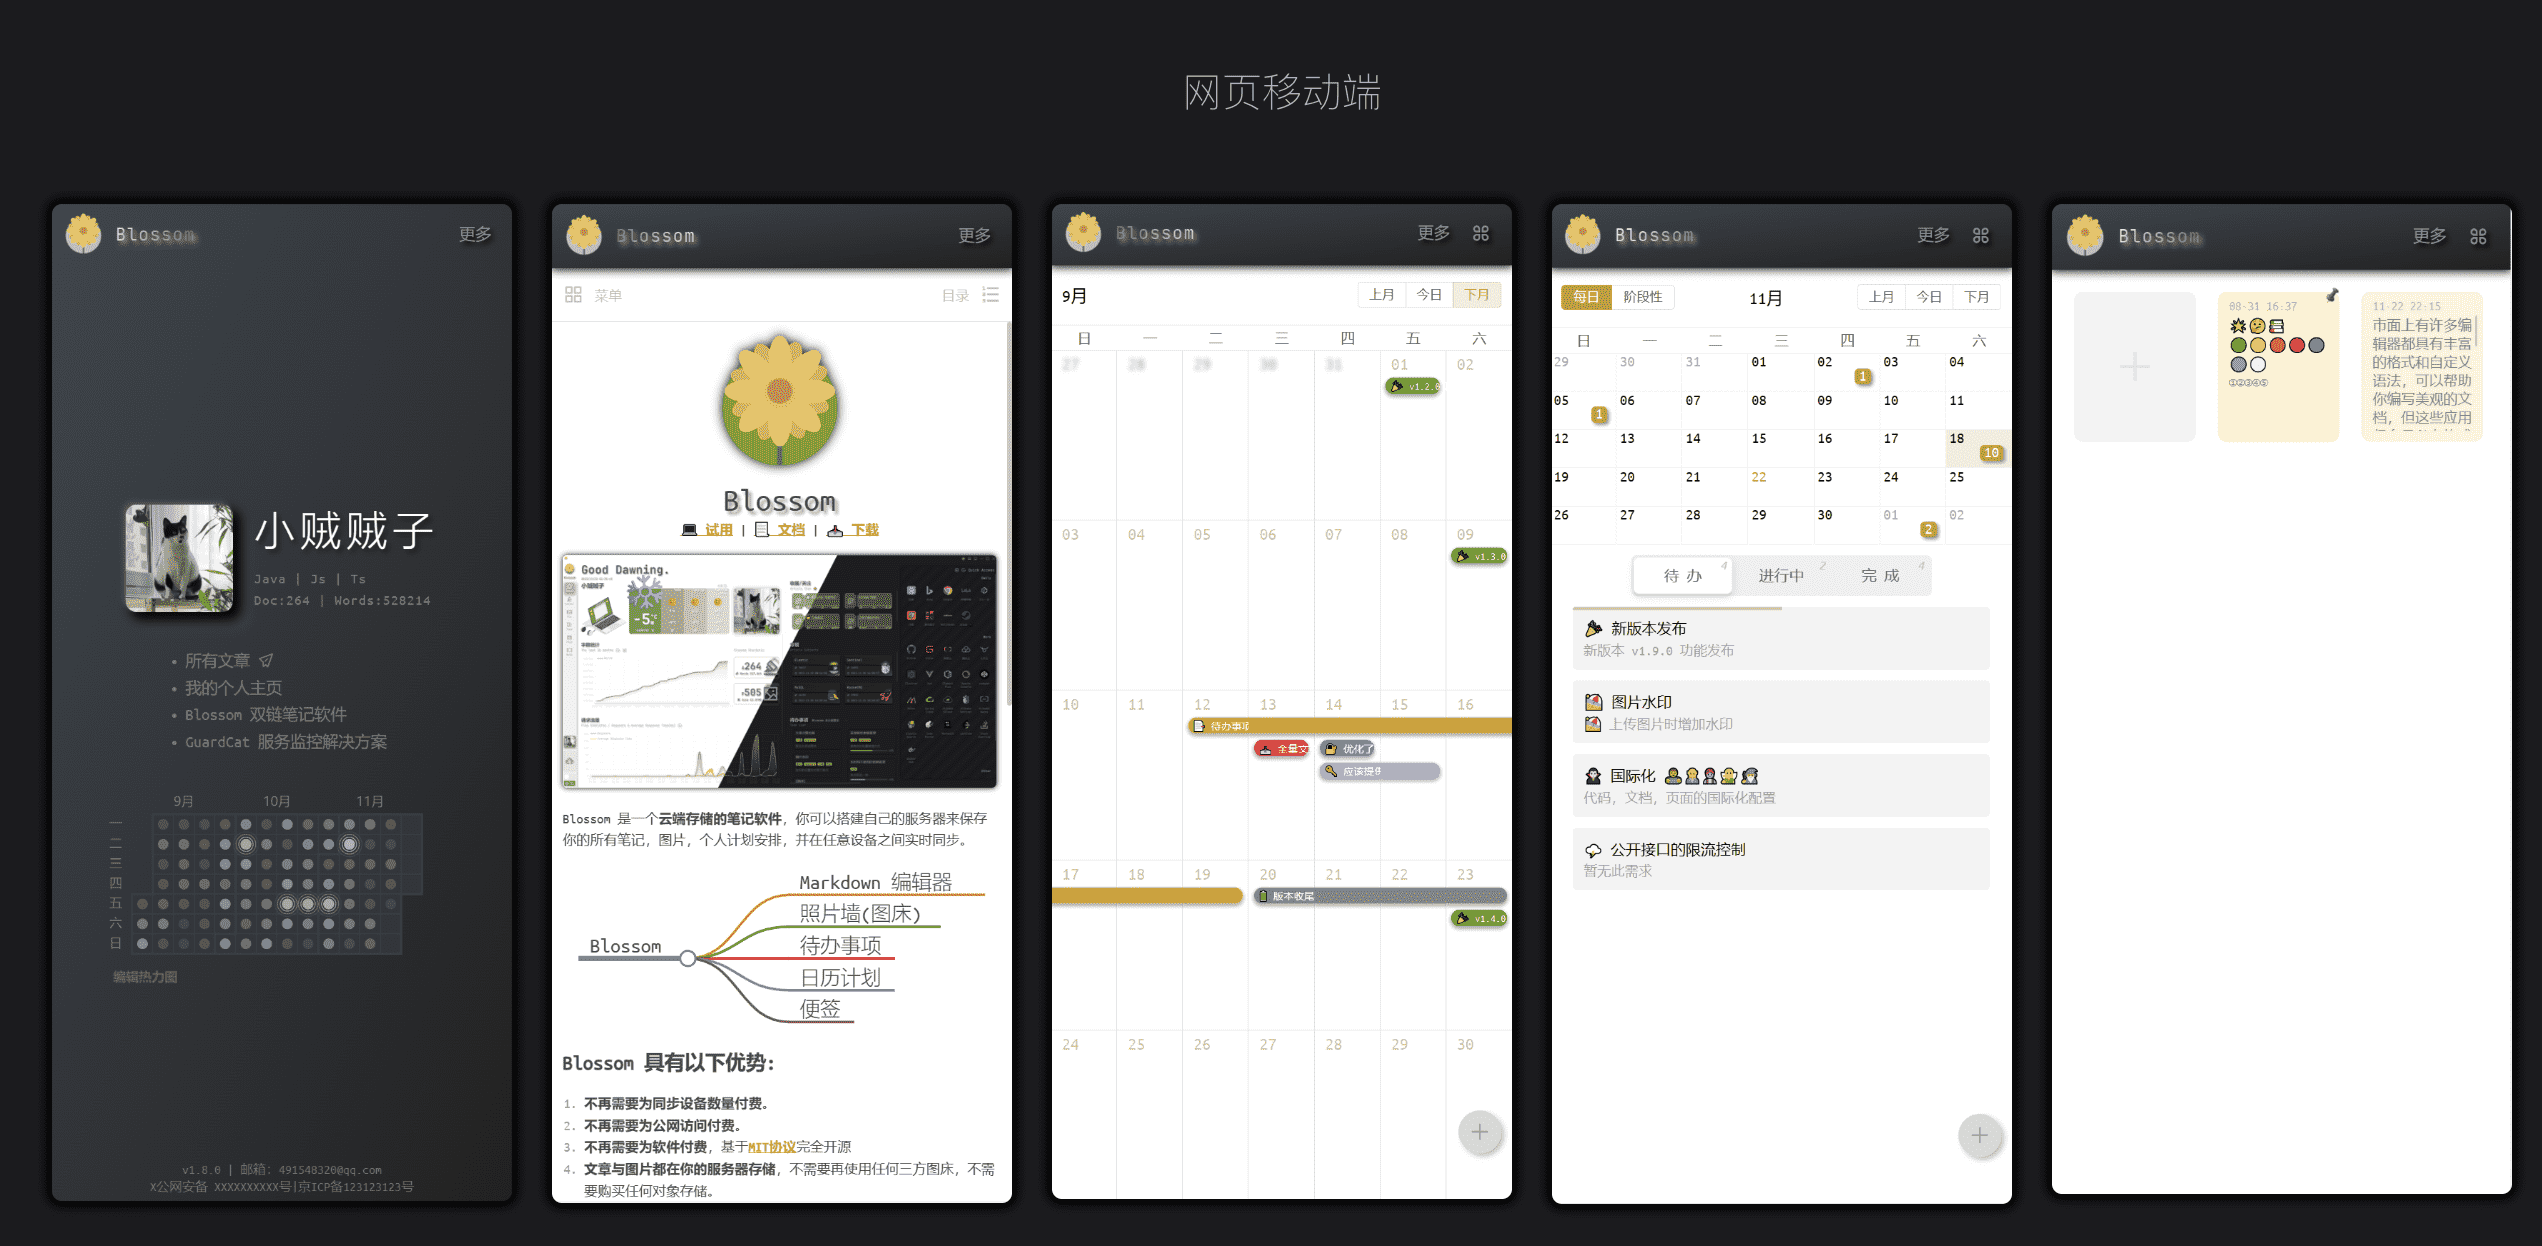 网页移动端
Blossom 更多
小贼贼子
Java | Js | Ts
Doc:264 | Words:528214
所有文章
我的个人主页
Blossom 双链笔记软件
GuardCat 服务监控解决方案
9月 10月 11月
一
二
三
四
五
六
日
编辑热力图
v1.8.0 | 邮箱: 491548320@qq.com
X公网安备 XXXXXXXXXX号|京ICP备123123123号
Blossom 更多
菜单 目录
Blossom
试用 | 文档 | 下载
Good Dawning.
小贼贼子
-5
264
505
Blossom 是一个云端存储的笔记软件，你可以搭建自己的服务器来保存
你的所有笔记，图片，个人计划安排，并在任意设备之间实时同步。
Blossom
Markdown 编辑器
照片墙(图床)
待办事项
日历计划
便签
Blossom 具有以下优势:
1. 不再需要为同步设备数量付费。
2. 不再需要为公网访问付费。
3. 不再需要为软件付费，基于MIT协议完全开源
4. 文章与图片都在你的服务器存储，不需要再使用任何三方图床，不需
要购买任何对象存储。
Blossom 更多
9月 上月 今日 下月
日 一 二 三 四 五 六
27 28 29 30 31 01 02
v1.2.0
03 04 05 06 07 08 09
v1.3.0
10 11 12 13 14 15 16
待办事项
全量文 优化了
应该提供
17 18 19 20 21 22 23
版本收尾
v1.4.0
24 25 26 27 28 29 30
Blossom 更多
每日 阶段性 11月 上月 今日 下月
日 一 二 三 四 五 六
29 30 31 01 02 03 04
1
05 06 07 08 09 10 11
1
12 13 14 15 16 17 18
10
19 20 21 22 23 24 25
26 27 28 29 30 01 02
2
待办 4 进行中 2 完成 4
新版本发布
新版本 v1.9.0 功能发布
图片水印
上传图片时增加水印
国际化
代码，文档，页面的国际化配置
公开接口的限流控制
暂无此需求
Blossom 更多
08-31 16:37
①②③④⑤
11-22 22:15
市面上有许多编
辑器都具有丰富
的格式和自定义
语法，可以帮助
你编写美观的文
档，但这些应用